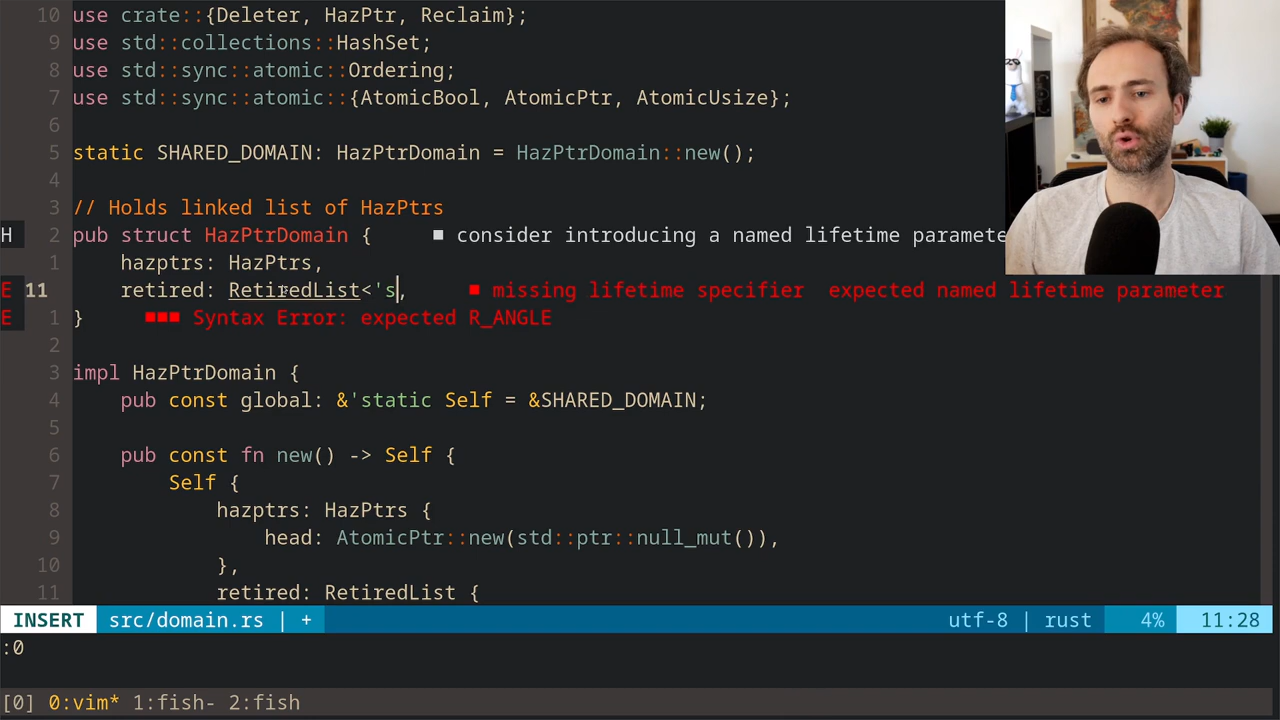 10 use crate::{Deleter, HazPtr, Reclaim};
9 use std::collections::HashSet;
8 use std::sync::atomic::Ordering;
7 use std::sync::atomic::{AtomicBool, AtomicPtr, AtomicUsize};
6
5 static SHARED_DOMAIN: HazPtrDomain = HazPtrDomain::new();
4
3 // Holds linked list of HazPtrs
H 2 pub struct HazPtrDomain { ■ consider introducing a named lifetime paramete
1 hazptrs: HazPtrs,
E 11 retired: RetiredList<'s, ■ missing lifetime specifier expected named lifetime parameter
E 1 } ■■■ Syntax Error: expected R_ANGLE
2
3 impl HazPtrDomain {
4 pub const global: &'static Self = &SHARED_DOMAIN;
5
6 pub const fn new() -> Self {
7 Self {
8 hazptrs: HazPtrs {
9 head: AtomicPtr::new(std::ptr::null_mut()),
10 },
11 retired: RetiredList {
INSERT src/domain.rs | + utf-8 | rust 4% 11:28
:0
[0] 0:vim* 1:fish- 2:fish